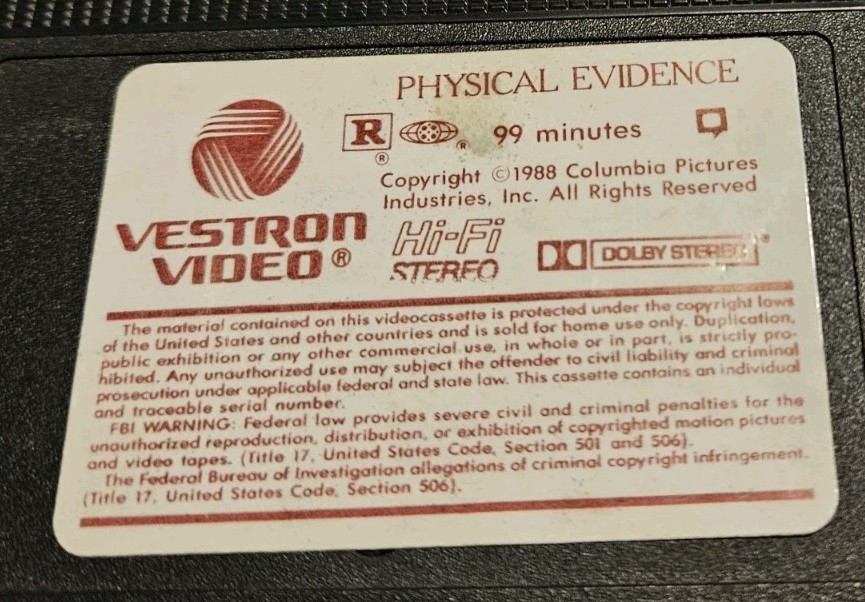 PHYSICAL EVIDENCE
R ® ® 99 minutes
Copyright ©1988 Columbia Pictures
Industries, Inc. All Rights Reserved
VESTRON
VIDEO®
Hi-Fi
STEREO
DOLBY STEREO®
The material contained on this videocassette is protected under the copyright laws
of the United States and other countries and is sold for home use only. Duplication,
public exhibition or any other commercial use, in whole or in part, is strictly pro-
hibited. Any unauthorized use may subject the offender to civil liability and criminal
prosecution under applicable federal and state law. This cassette contains an individual
and traceable serial number.
FBI WARNING: Federal law provides severe civil and criminal penalties for the
unauthorized reproduction, distribution, or exhibition of copyrighted motion pictures
and video tapes. (Title 17, United States Code, Section 501 and 506).
The Federal Bureau of Investigation allegations of criminal copyright infringement.
(Title 17, United States Code, Section 506).